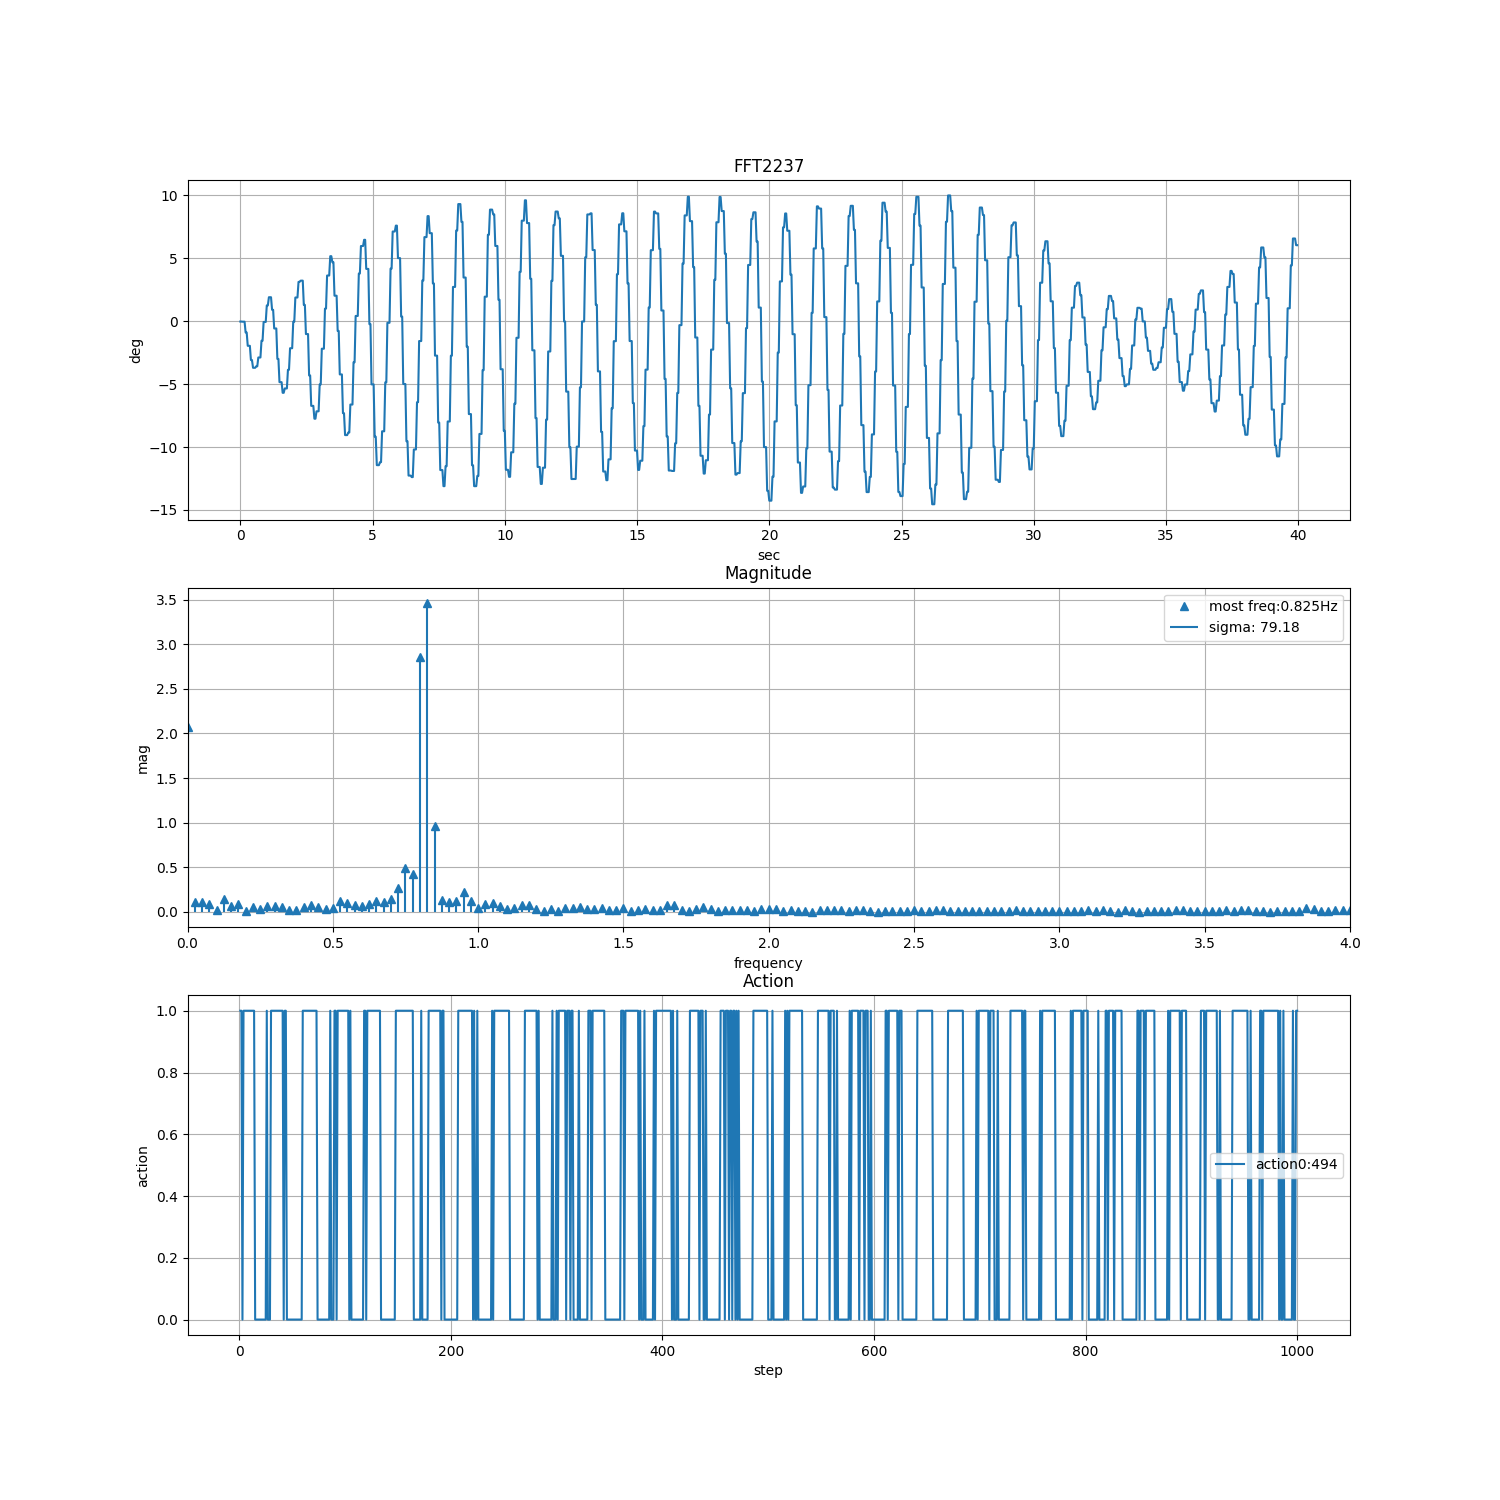 FFT2237
10
5
0
−5
−10
−15
deg
0 5 10 15 20 25 30 35 40
sec
Magnitude
most freq:0.825Hz
sigma: 79.18
3.5
3.0
2.5
2.0
1.5
1.0
0.5
0.0
mag
0.0 0.5 1.0 1.5 2.0 2.5 3.0 3.5 4.0
frequency
Action
1.0
0.8
0.6
0.4
0.2
0.0
action
action0:494
0 200 400 600 800 1000
step